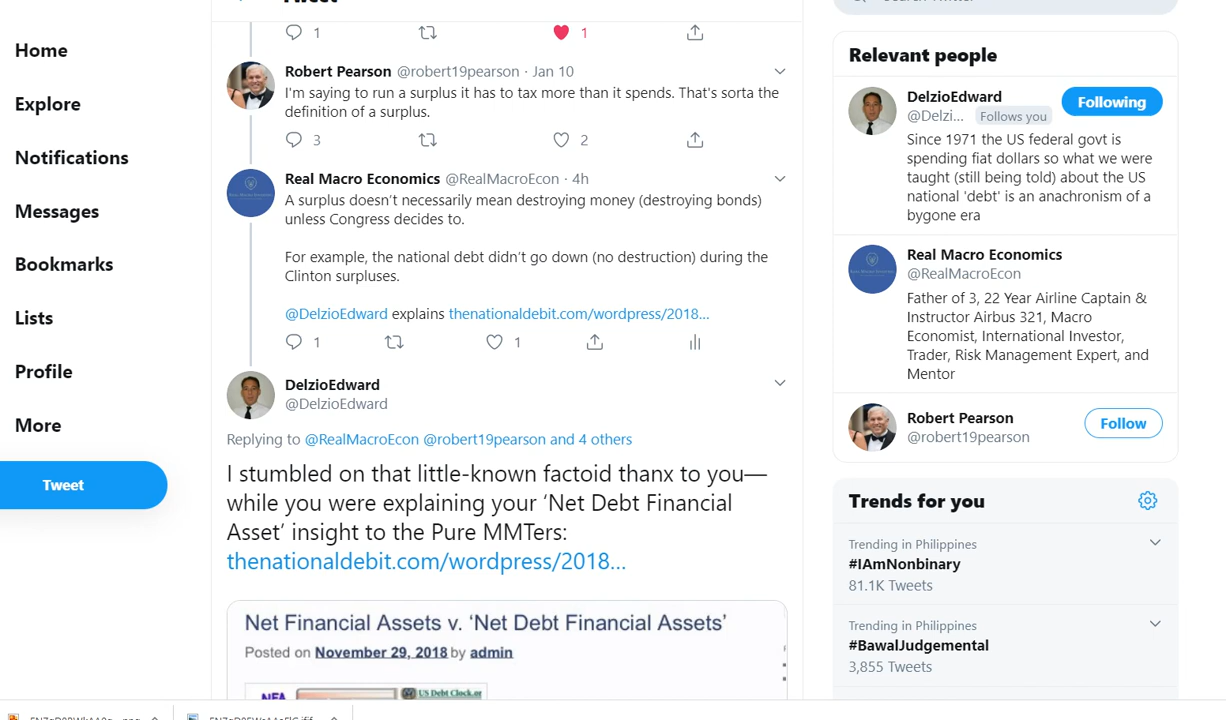 Tweet
Search Twitter
Home
Explore
Notifications
Messages
Bookmarks
Lists
Profile
More
Tweet
1
1
Robert Pearson @robert19pearson · Jan 10
I'm saying to run a surplus it has to tax more than it spends. That's sorta the
definition of a surplus.
3
2
Real Macro Economics @RealMacroEcon · 4h
A surplus doesn't necessarily mean destroying money (destroying bonds)
unless Congress decides to.
For example, the national debt didn't go down (no destruction) during the
Clinton surpluses.
@DelzioEdward explains thenationaldebit.com/wordpress/2018...
1
1
DelzioEdward
@DelzioEdward
Replying to @RealMacroEcon @robert19pearson and 4 others
I stumbled on that little-known factoid thanx to you—
while you were explaining your ‘Net Debt Financial
Asset’ insight to the Pure MMTers:
thenationaldebit.com/wordpress/2018...
Net Financial Assets v. ‘Net Debt Financial Assets’
Posted on November 29, 2018 by admin
NFA
US Debt Clock.or
Relevant people
DelzioEdward
@Delzi... Follows you
Following
Since 1971 the US federal govt is
spending fiat dollars so what we were
taught (still being told) about the US
national 'debt' is an anachronism of a
bygone era
Real Macro Economics
@RealMacroEcon
Father of 3, 22 Year Airline Captain &
Instructor Airbus 321, Macro
Economist, International Investor,
Trader, Risk Management Expert, and
Mentor
Robert Pearson
@robert19pearson
Follow
Trends for you
Trending in Philippines
#IAmNonbinary
81.1K Tweets
Trending in Philippines
#BawalJudgemental
3,855 Tweets